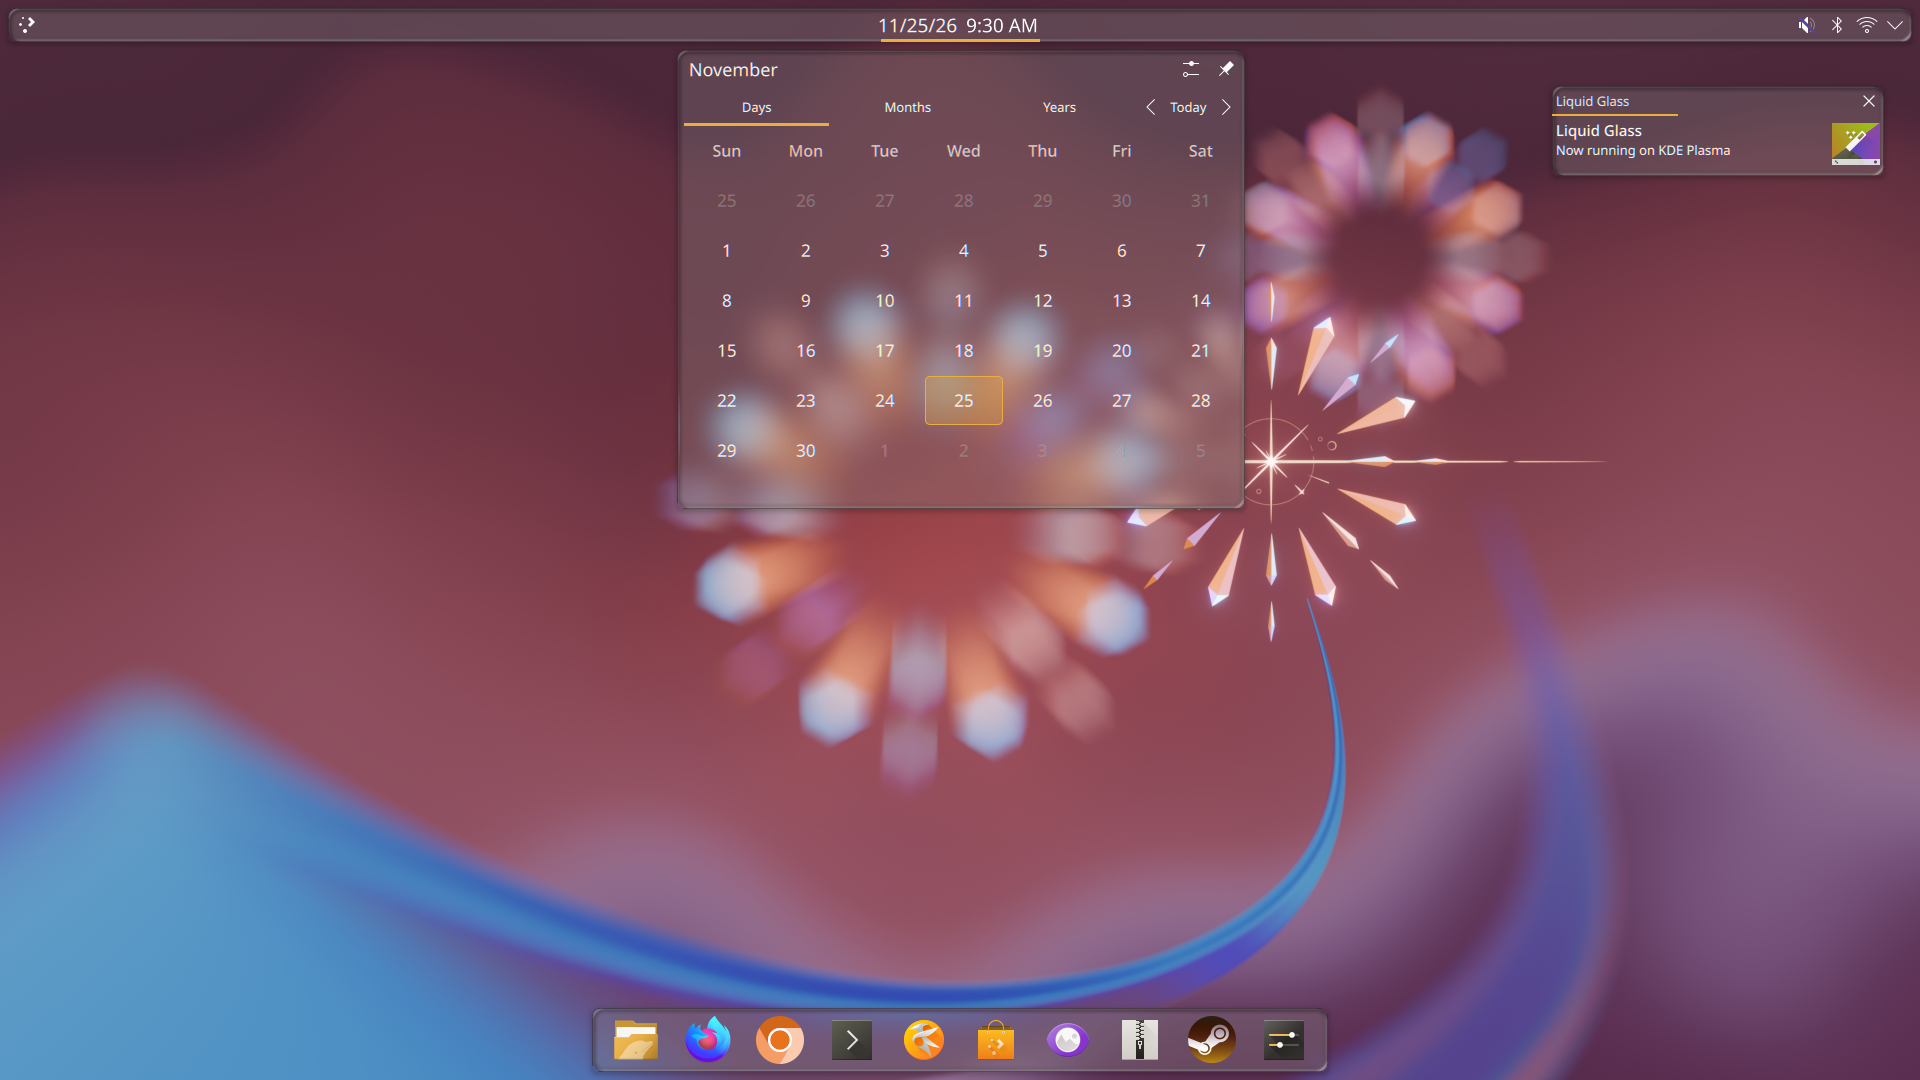 11/25/26 9:30 AM
November
Days Months Years Today
Sun Mon Tue Wed Thu Fri Sat
25 26 27 28 29 30 31
1 2 3 4 5 6 7
8 9 10 11 12 13 14
15 16 17 18 19 20 21
22 23 24 25 26 27 28
29 30 1 2 3 5
Liquid Glass
Liquid Glass
Now running on KDE Plasma